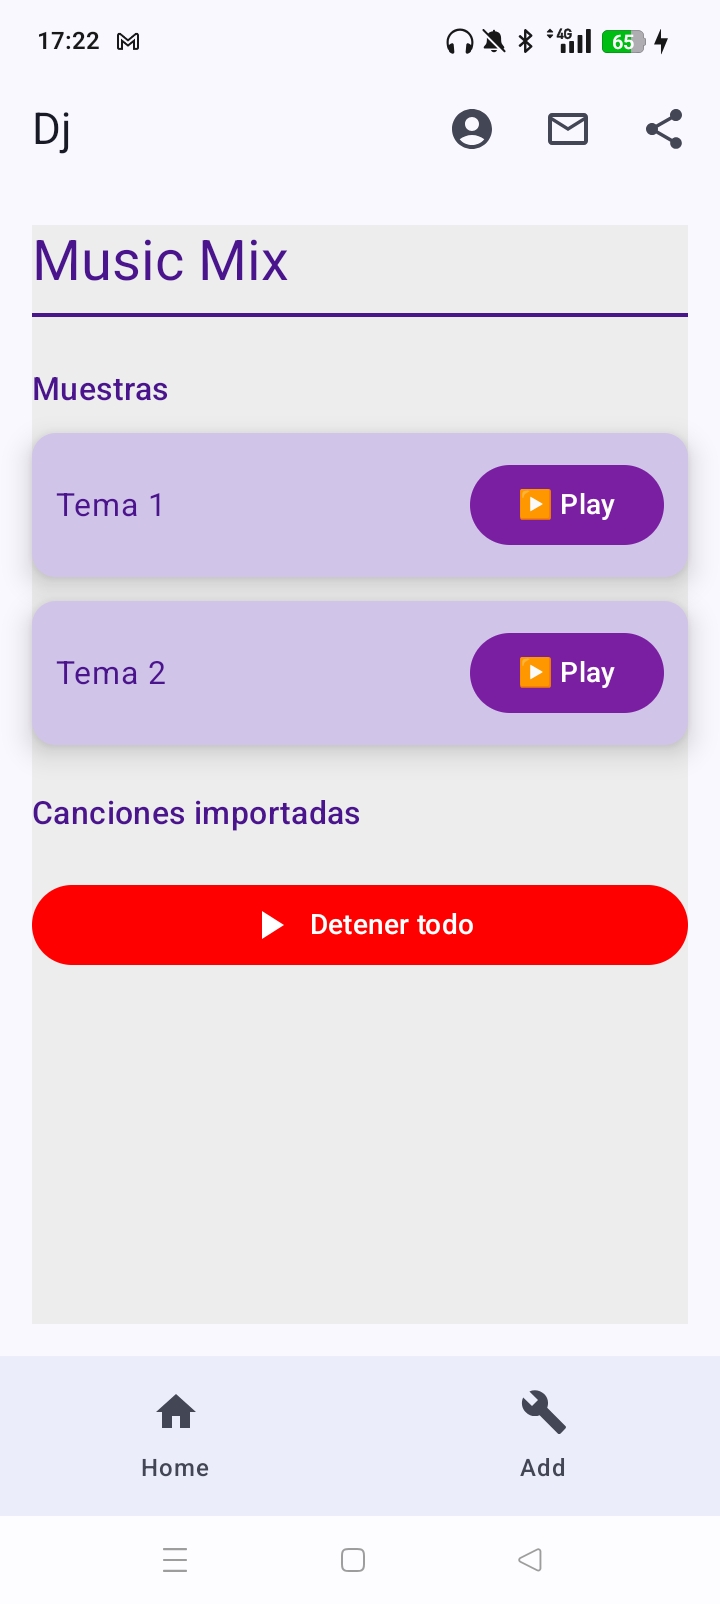 17:22 4G 65
Dj
Music Mix
Muestras
Tema 1 ▶️ Play
Tema 2 ▶️ Play
Canciones importadas
Detener todo
Home Add